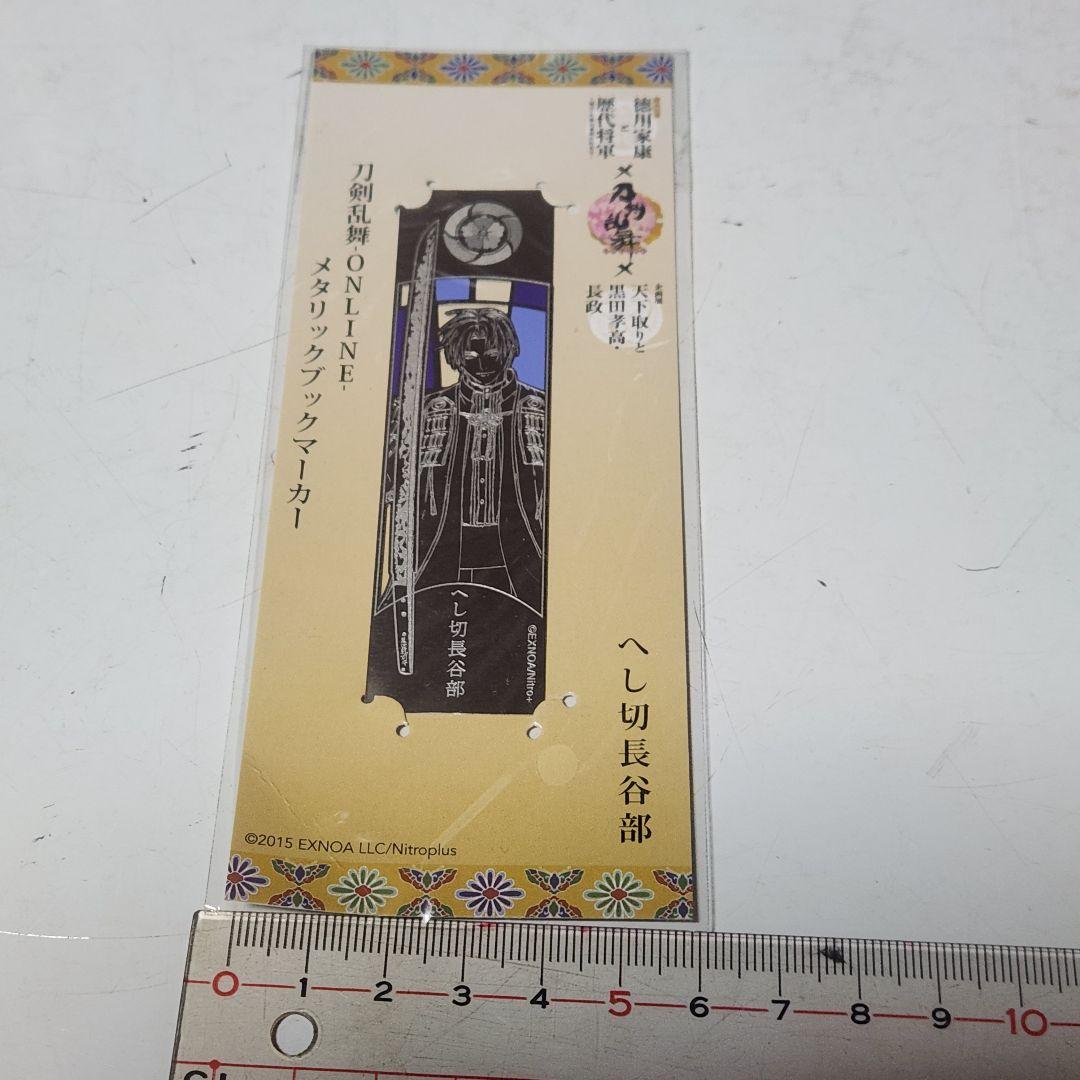 徳川家康
と
歴代将軍
×
刀剣乱舞
×
企画展
天下取りと
黒田孝高・
長政
刀剣乱舞-ONLINE-
メタリックブックマーカー
へし切長谷部
©EXNOA/Nitro+
へし切長谷部
©2015 EXNOA LLC/Nitroplus
0 1 2 3 4 5 6 7 8 9 10